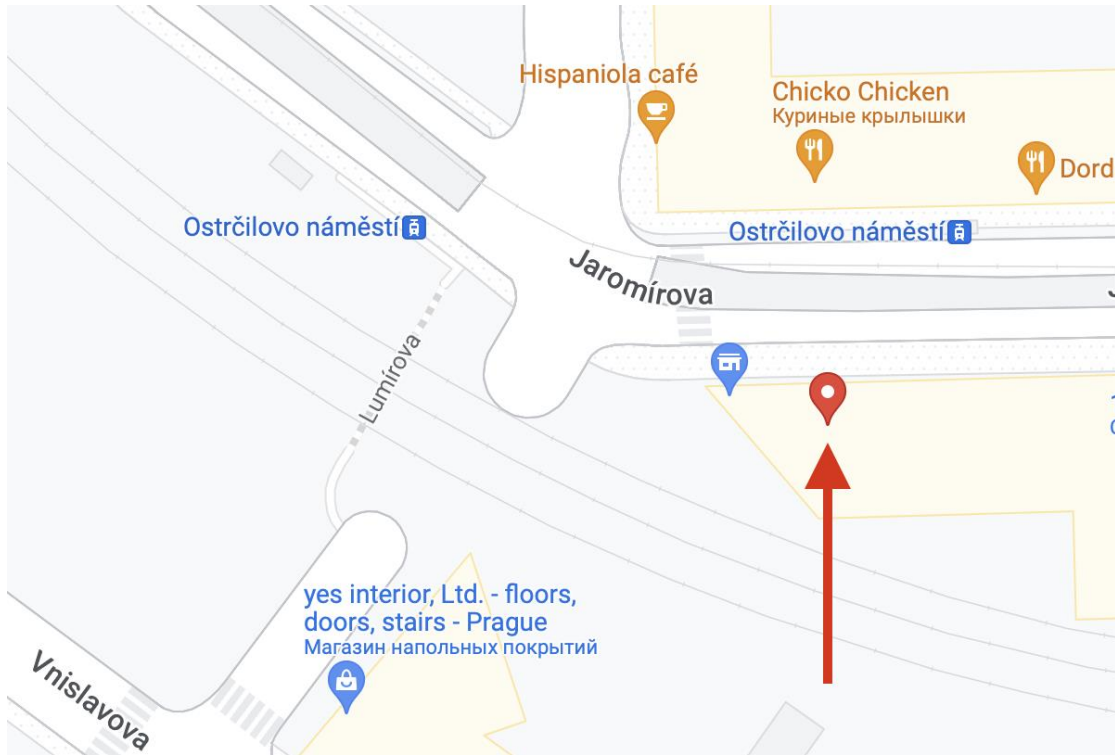 Hispaniola café
Chicko Chicken
Куриные крылышки
Dord
Ostrčilovo náměstí
Ostrčilovo náměstí
Jaromírova
Lumírova
yes interior, Ltd. - floors,
doors, stairs - Prague
Магазин напольных покрытий
Vnislavova